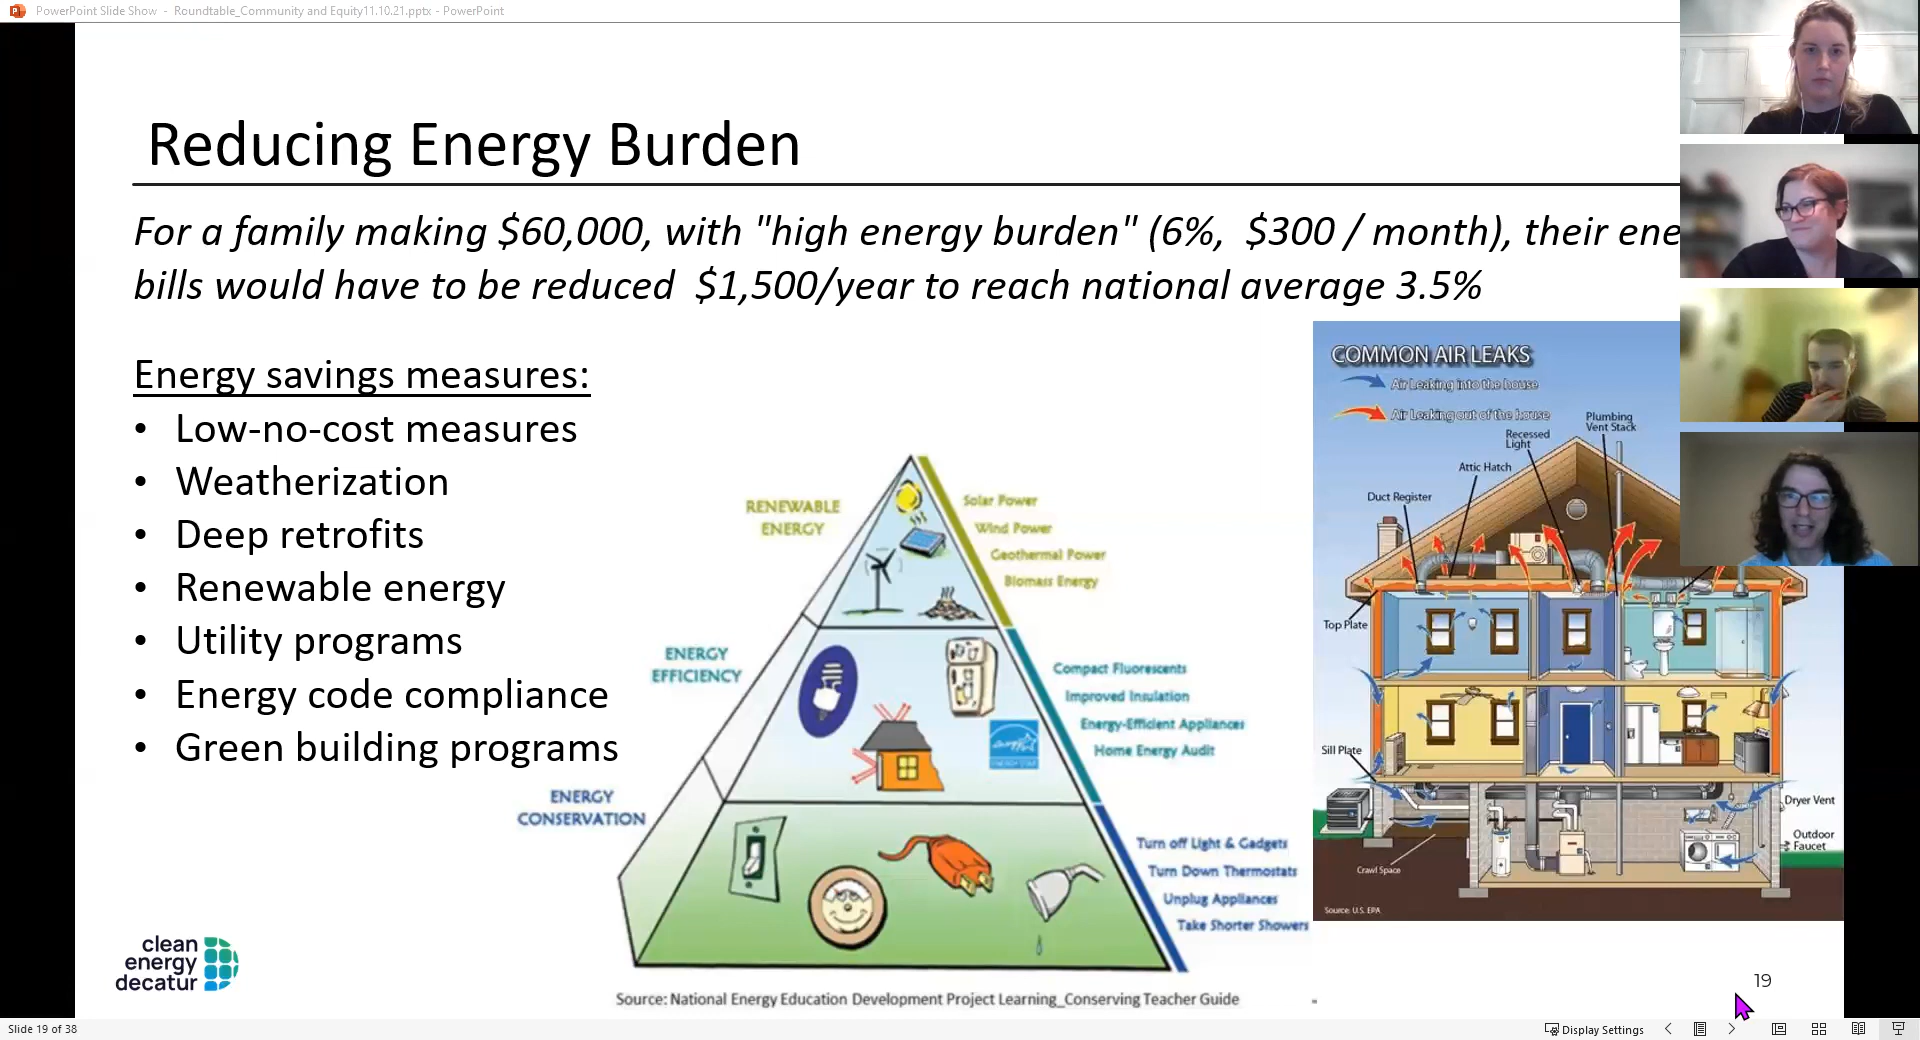 PowerPoint Slide Show - Roundtable_Community and Equity11.10.21.pptx - PowerPoint
Reducing Energy Burden
For a family making $60,000, with "high energy burden" (6%, $300 / month), their ene
bills would have to be reduced $1,500/year to reach national average 3.5%
Energy savings measures:
• Low-no-cost measures
• Weatherization
• Deep retrofits
• Renewable energy
• Utility programs
• Energy code compliance
• Green building programs
RENEWABLE
ENERGY
Solar Power
Wind Power
Geothermal Power
Biomass Energy
ENERGY
EFFICIENCY
Compact Fluorescents
Improved Insulation
Energy-Efficient Appliances
Home Energy Audit
ENERGY STAR
ENERGY
CONSERVATION
Turn off Light & Gadgets
Turn Down Thermostats
Unplug Appliances
Take Shorter Showers
Source: National Energy Education Development Project Learning_Conserving Teacher Guide
COMMON AIR LEAKS
Air Leaking into the house
Air Leaking out of the house
Plumbing
Vent Stack
Recessed
Light
Attic Hatch
Duct Register
Top Plate
Sill Plate
Dryer Vent
Outdoor
Faucet
Crawl Space
Source: U.S. EPA
clean
energy
decatur
19
Slide 19 of 38
Display Settings